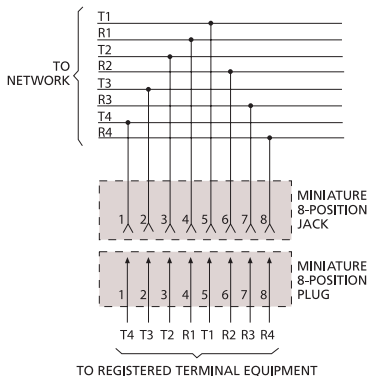 T1
R1
T2
TO
NETWORK
R2
T3
R3
T4
R4
1 2 3 4 5 6 7 8
MINIATURE
8-POSITION
JACK
1 2 3 4 5 6 7 8
MINIATURE
8-POSITION
PLUG
T4 T3 T2 R1 T1 R2 R3 R4
TO REGISTERED TERMINAL EQUIPMENT